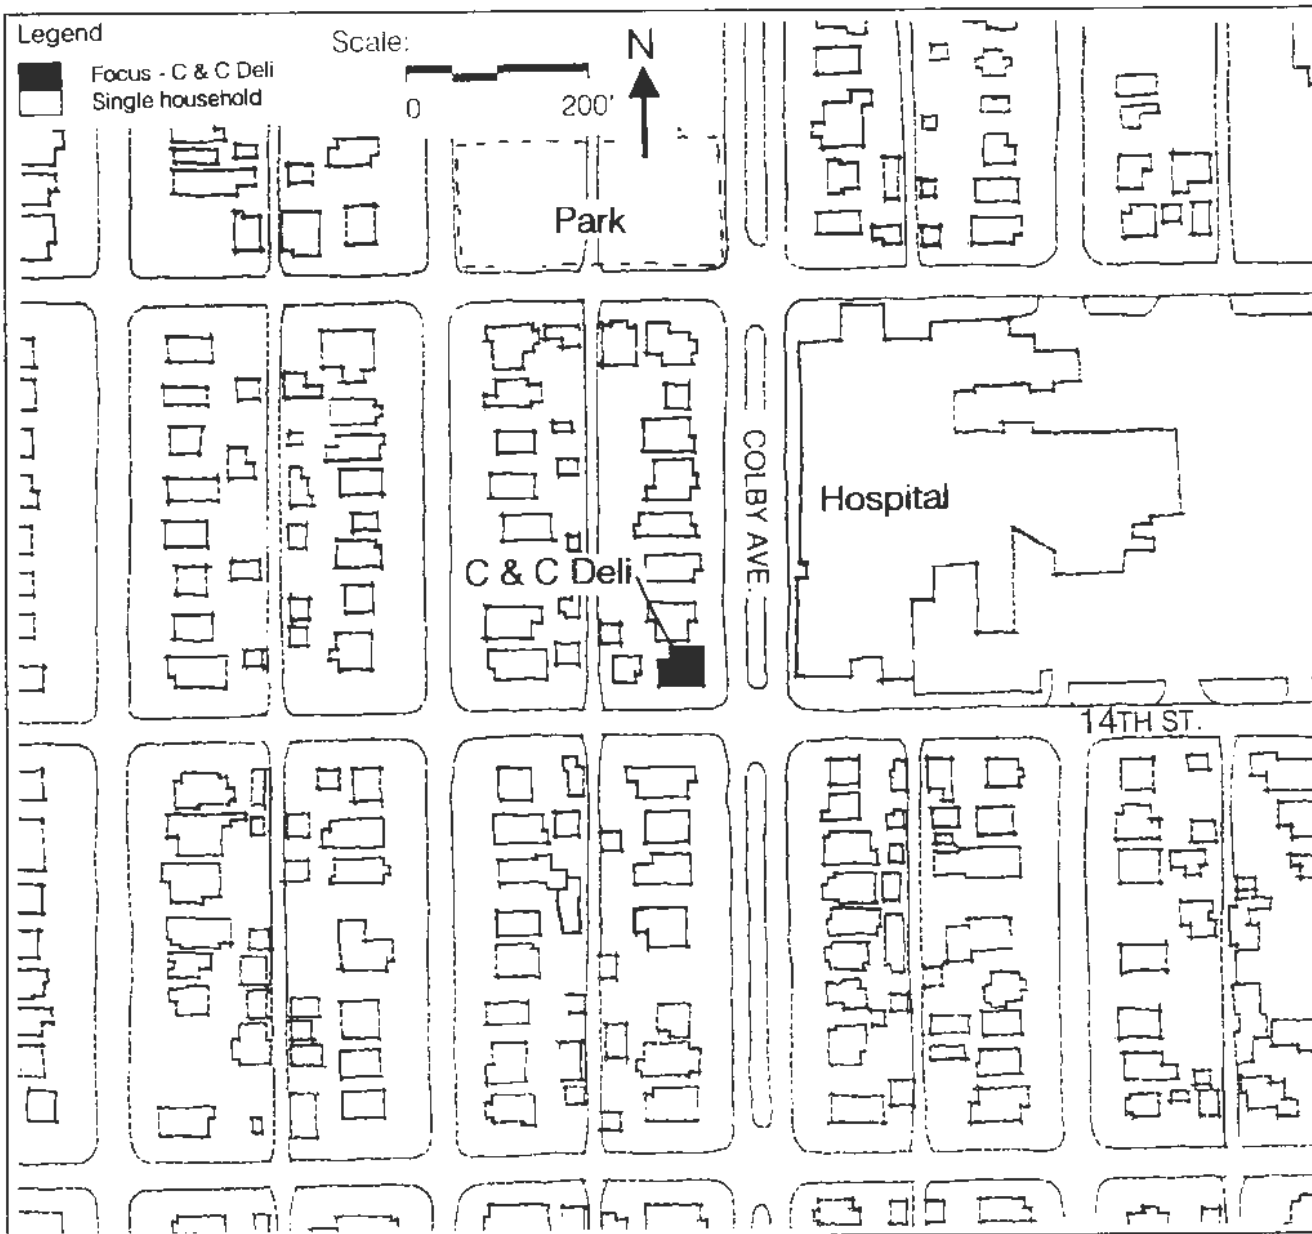 Legend
Focus - C & C Deli
Single household
Scale:
0 200'
N
Park
COLBY AVE.
Hospital
C & C Deli
14TH ST.